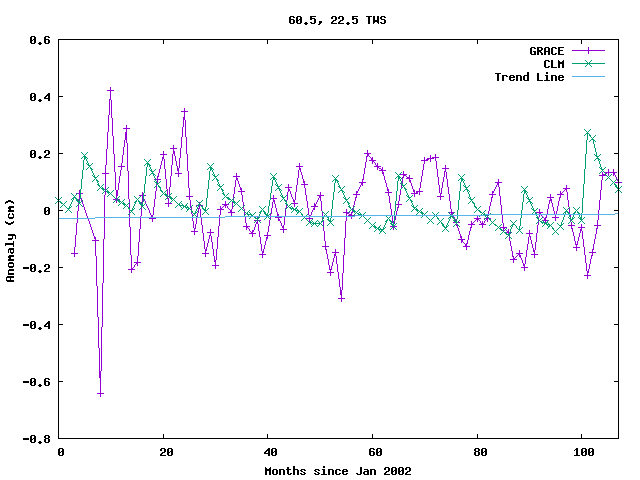 60.5, 22.5 TWS
GRACE
CLM
Trend Line
0.6
0.4
0.2
0
-0.2
-0.4
-0.6
-0.8
Anomaly (cm)
0 20 40 60 80 100
Months since Jan 2002